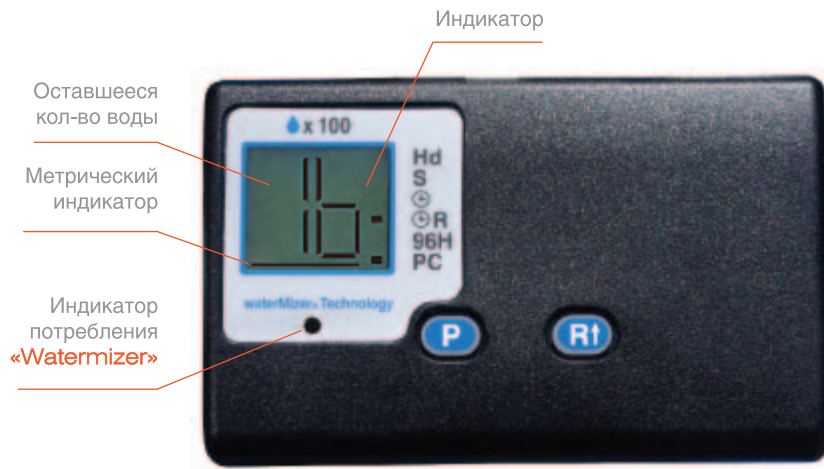 Индикатор
Оставшееся
кол-во воды
Метрический
индикатор
Индикатор
потребления
«Watermizer»
x 100
16:
Hd
S
R
96H
PC
waterMizer® Technology
P
R↑